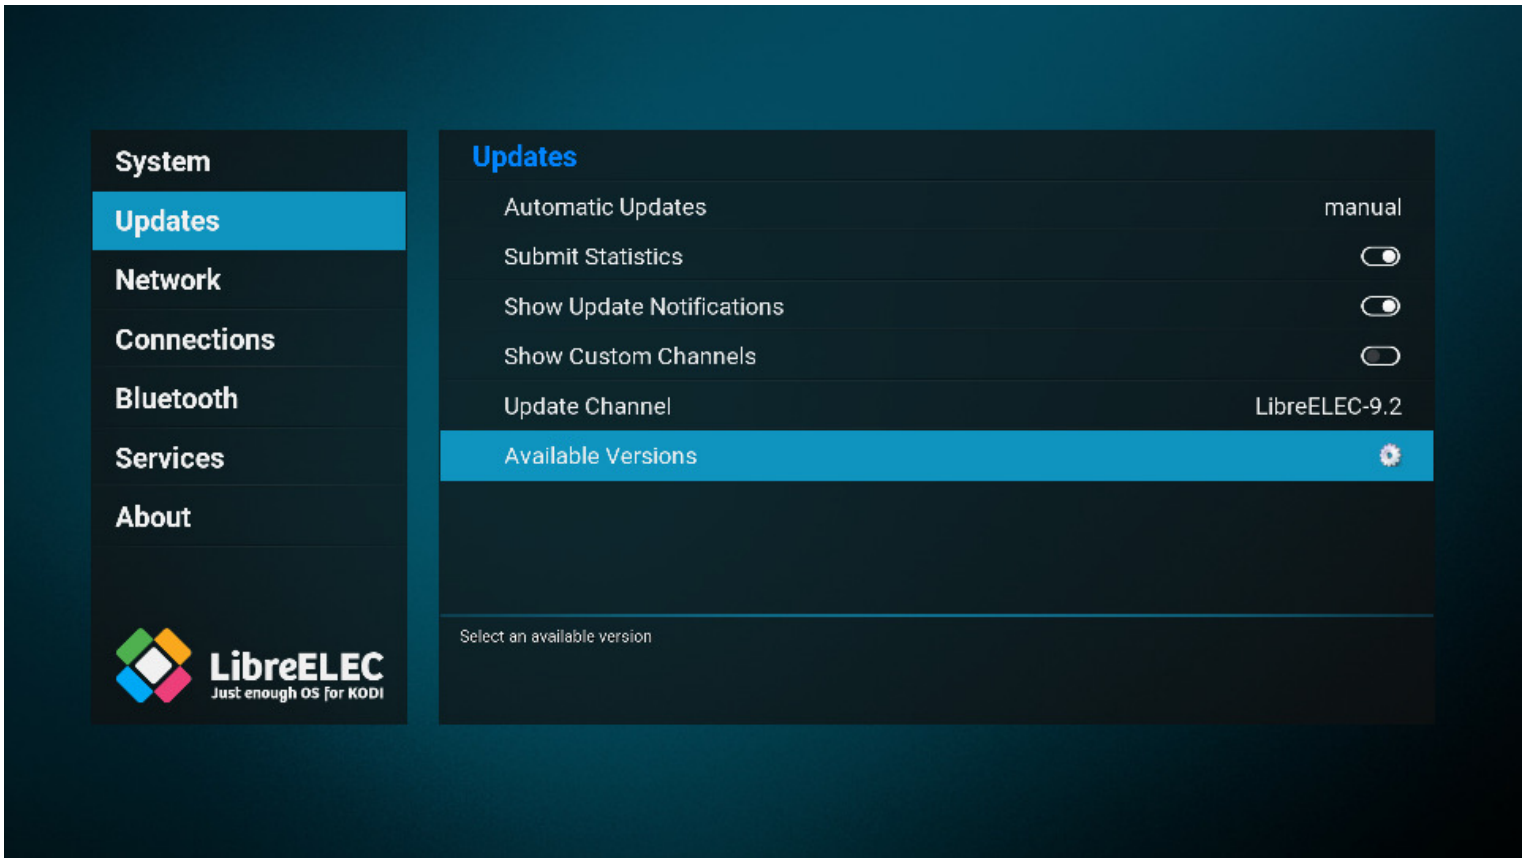 System
Updates
Network
Connections
Bluetooth
Services
About
LibreELEC
Just enough OS for KODI
Updates
Automatic Updates manual
Submit Statistics
Show Update Notifications
Show Custom Channels
Update Channel LibreELEC-9.2
Available Versions
Select an available version